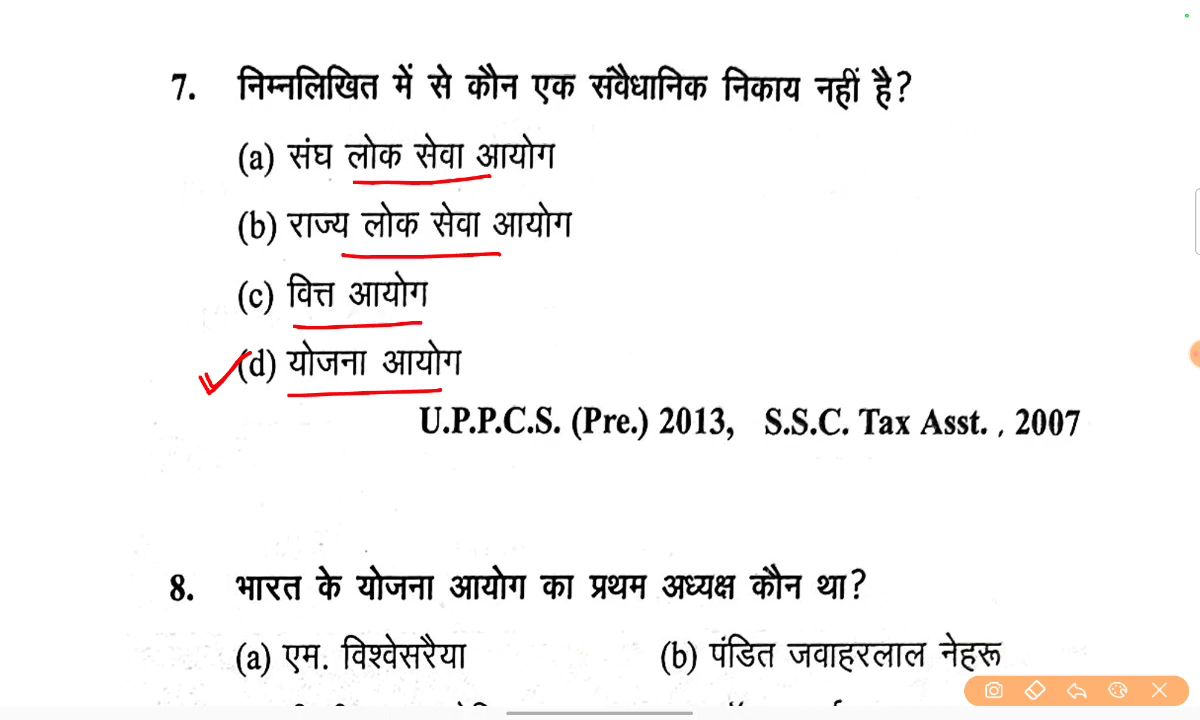 7. निम्नलिखित में से कौन एक संवैधानिक निकाय नहीं है?
(a) संघ लोक सेवा आयोग
(b) राज्य लोक सेवा आयोग
(c) वित्त आयोग
(d) योजना आयोग
U.P.P.C.S. (Pre.) 2013, S.S.C. Tax Asst. , 2007
8. भारत के योजना आयोग का प्रथम अध्यक्ष कौन था?
(a) एम. विश्वेसरैया (b) पंडित जवाहरलाल नेहरू